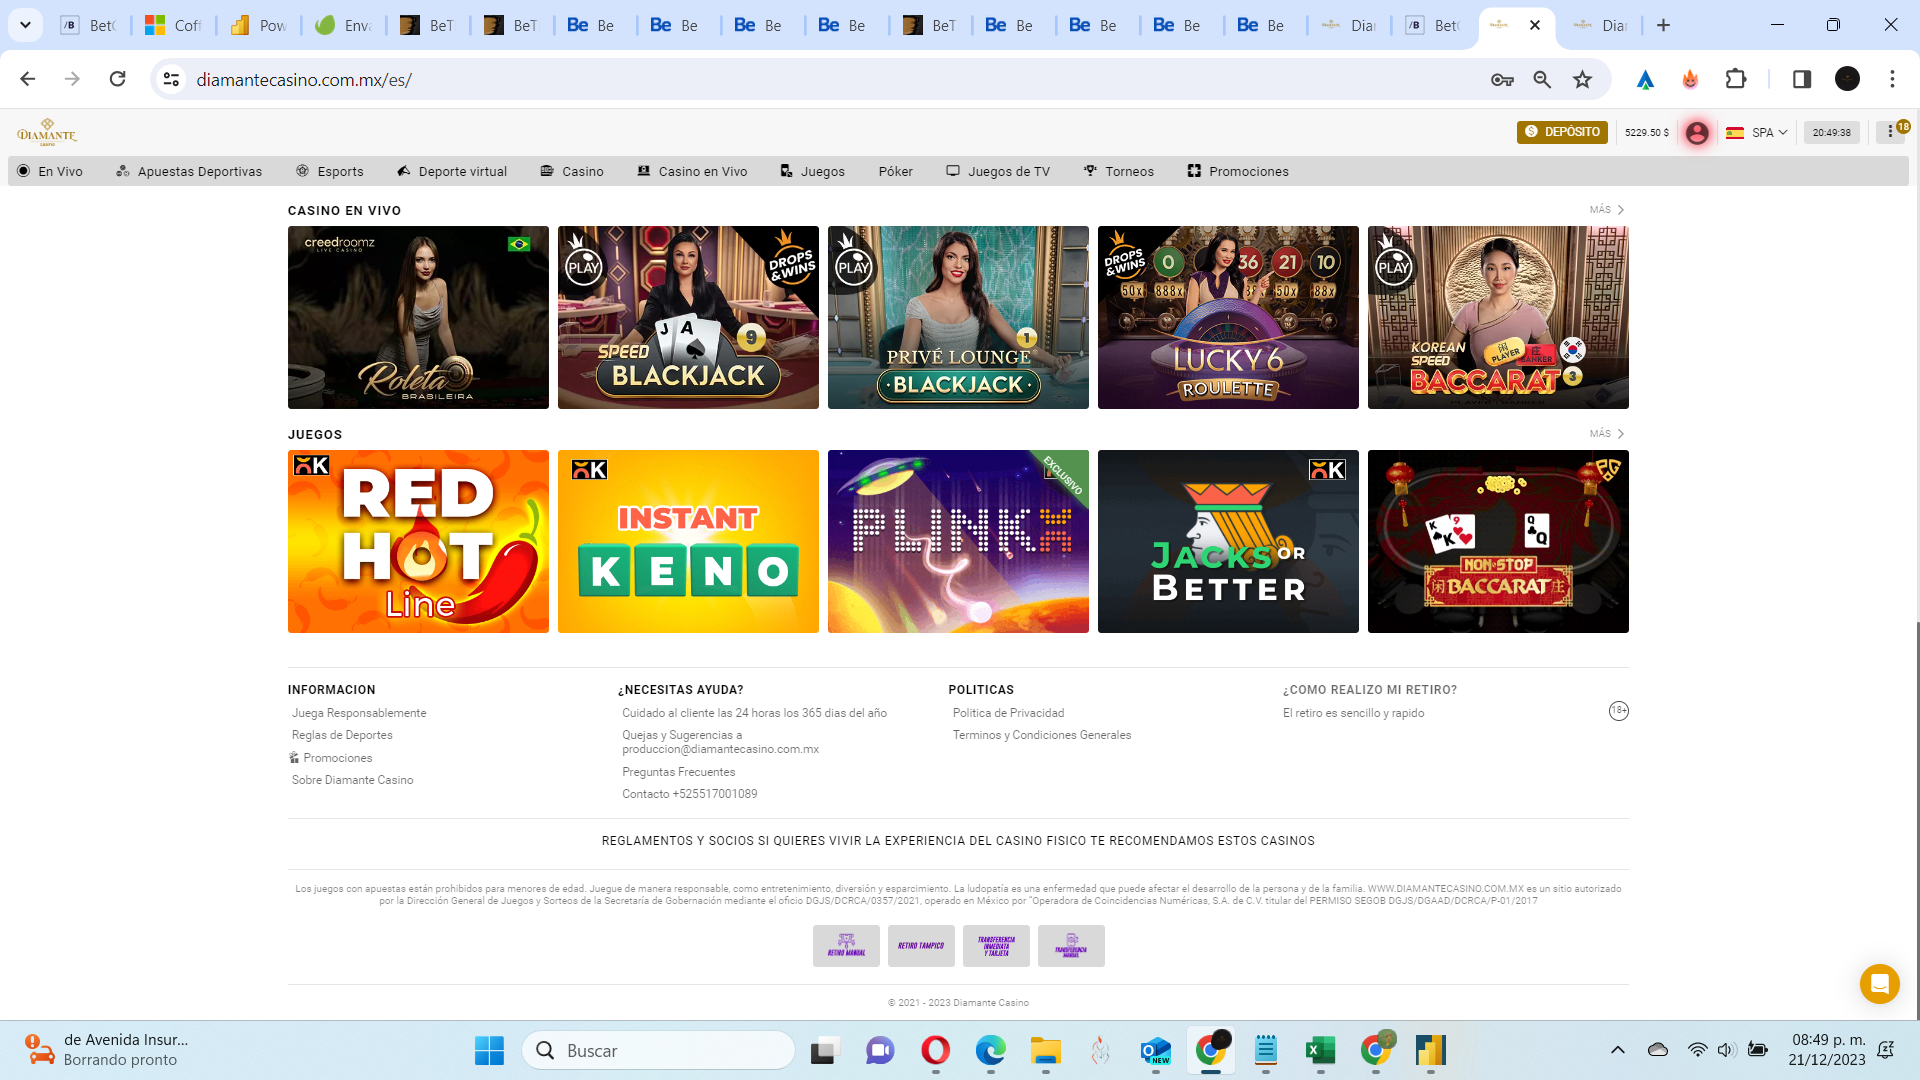 BetC
Coff
Pow
Enva
BeT
BeT
Be
Be
Be
Be
BeT
Be
Be
Be
Be
Dia
BetC
Dia
diamantecasino.com.mx/es/
DIAMANTE
CASINO
DEPÓSITO
5229.50 $
SPA
20:49:38
18
En Vivo
Apuestas Deportivas
Esports
Deporte virtual
Casino
Casino en Vivo
Juegos
Póker
Juegos de TV
Torneos
Promociones
CASINO EN VIVO
MÁS
creedroomz
LIVE CASINO
Roleta
BRASILEIRA
PLAY
DROPS & WINS
J A
SPEED
9
BLACKJACK
PLAY
1
PRIVÉ LOUNGE
BLACKJACK
DROPS & WINS
0 36 21 10
50x 888x 50x 88x
LUCKY 6
ROULETTE
PLAY
KOREAN
SPEED
闲 PLAYER
庄 BANKER
BACCARAT
3
JUEGOS
MÁS
RED
HOT
Line
INSTANT
KENO
EXCLUSIVO
PLINKX
JACKS OR
BETTER
PG
K K 9
Q Q
NON-STOP
闲 BACCARAT 庄
INFORMACION
Juega Responsablemente
Reglas de Deportes
Promociones
Sobre Diamante Casino
¿NECESITAS AYUDA?
Cuidado al cliente las 24 horas los 365 dias del año
Quejas y Sugerencias a
produccion@diamantecasino.com.mx
Preguntas Frecuentes
Contacto +525517001089
POLITICAS
Politica de Privacidad
Terminos y Condiciones Generales
¿COMO REALIZO MI RETIRO?
El retiro es sencillo y rapido
18+
REGLAMENTOS Y SOCIOS SI QUIERES VIVIR LA EXPERIENCIA DEL CASINO FISICO TE RECOMENDAMOS ESTOS CASINOS
Los juegos con apuestas están prohibidos para menores de edad. Juegue de manera responsable, como entretenimiento, diversión y esparcimiento. La ludopatía es una enfermedad que puede afectar el desarrollo de la persona y de la familia. WWW.DIAMANTECASINO.COM.MX es un sitio autorizado
por la Dirección General de Juegos y Sorteos de la Secretaría de Gobernación mediante el oficio DGJS/DCRCA/0357/2021, operado en México por "Operadora de Coincidencias Numéricas, S.A. de C.V. titular del PERMISO SEGOB DGJS/DGAAD/DCRCA/P-01/2017
RETIRO MANUAL
RETIRO TAMPICO
TRANSFERENCIA
INMEDIATA
Y TARJETA
TRANSFERENCIA
MANUAL
© 2021 - 2023 Diamante Casino
de Avenida Insur...
Borrando pronto
Buscar
NEW
08:49 p. m.
21/12/2023